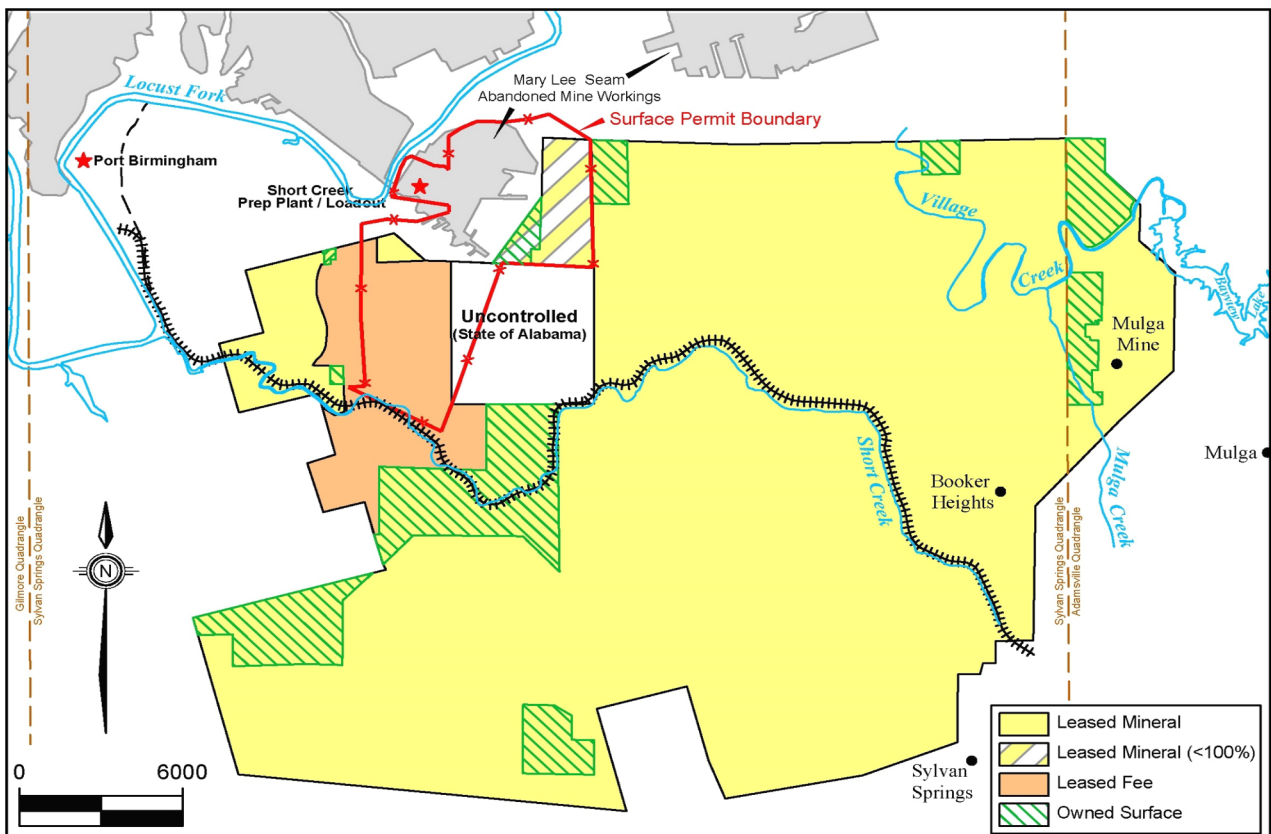 Locust Fork
Mary Lee Seam
Abandoned Mine Workings
Surface Permit Boundary
Port Birmingham
Short Creek
Prep Plant / Loadout
Village
Creek
Bayview
Lake
Uncontrolled
(State of Alabama)
Mulga
Mine
Mulga
Short Creek
Booker
Heights
Mulga Creek
N
Gilmore Quadrangle
Sylvan Springs Quadrangle
Sylvan Springs Quadrangle
Adamsville Quadrangle
Sylvan
Springs
0 6000
Leased Mineral
Leased Mineral (<100%)
Leased Fee
Owned Surface